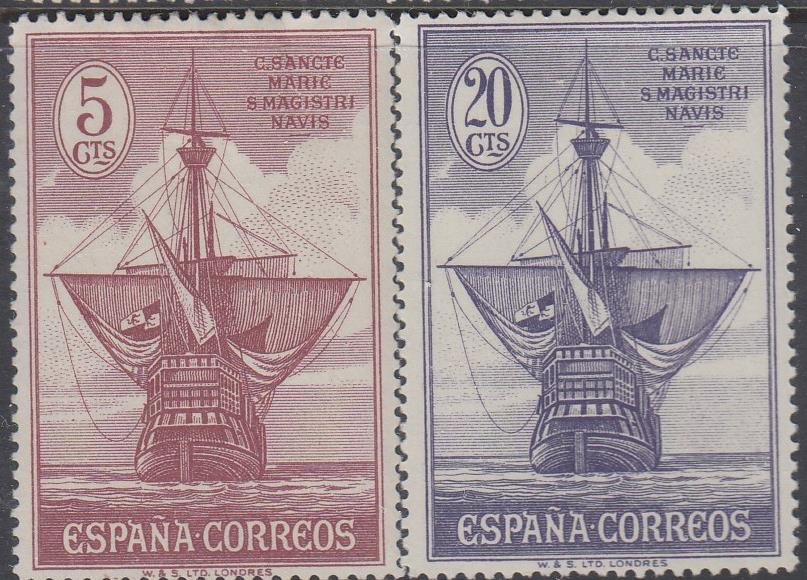 5
CTS
C. SANCTE
MARIE
S MAGISTRI
NAVIS
ESPAÑA·CORREOS
W. & S. LTD. LONDRES
20
CTS
C. SANCTE
MARIE
S MAGISTRI
NAVIS
ESPAÑA·CORREOS
W. & S. LTD. LONDRES